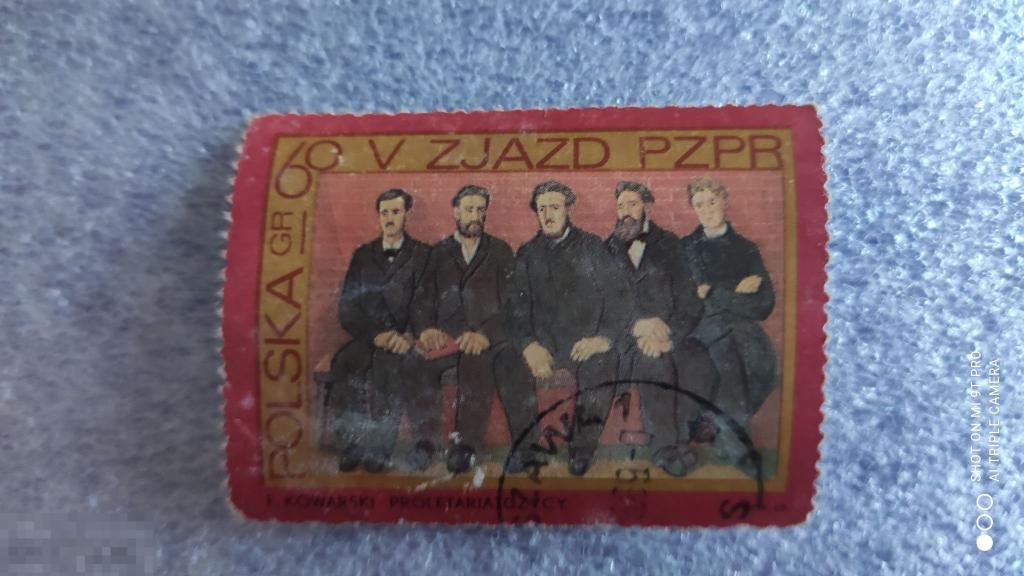 60 V ZJAZD PZPR
POLSKA GR
F. KOWARSKI PROLETARIATCZYCY
SHOT ON MI 9T PRO
AI TRIPLE CAMERA